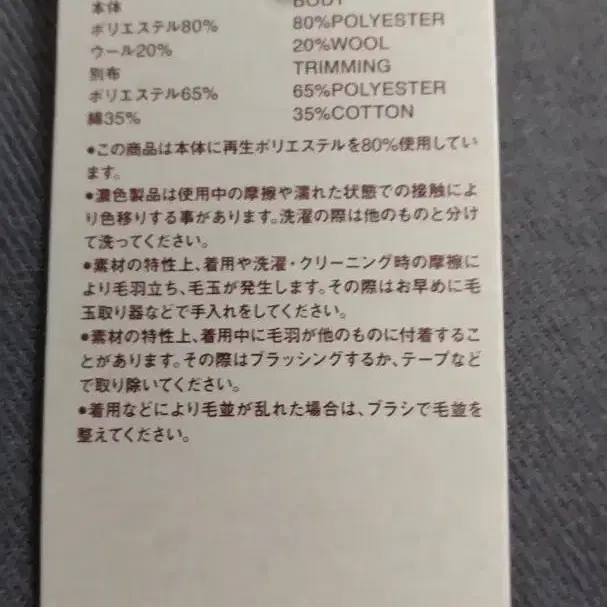 本体 BODY
ポリエステル80% 80%POLYESTER
ウール20% 20%WOOL
別布 TRIMMING
ポリエステル65% 65%POLYESTER
綿35% 35%COTTON
●この商品は本体に再生ポリエステルを80%使用してい
ます。
●濃色製品は使用中の摩擦や濡れた状態での接触によ
り色移りする事があります。洗濯の際は他のものと分け
て洗ってください。
●素材の特性上、着用や洗濯・クリーニング時の摩擦に
より毛羽立ち、毛玉が発生します。その際はお早めに毛
玉取り器などで手入れをしてください。
●素材の特性上、着用中に毛羽が他のものに付着するこ
とがあります。その際はブラッシングするか、テープなど
で取り除いてください。
●着用などにより毛並が乱れた場合は、ブラシで毛並を
整えてください。